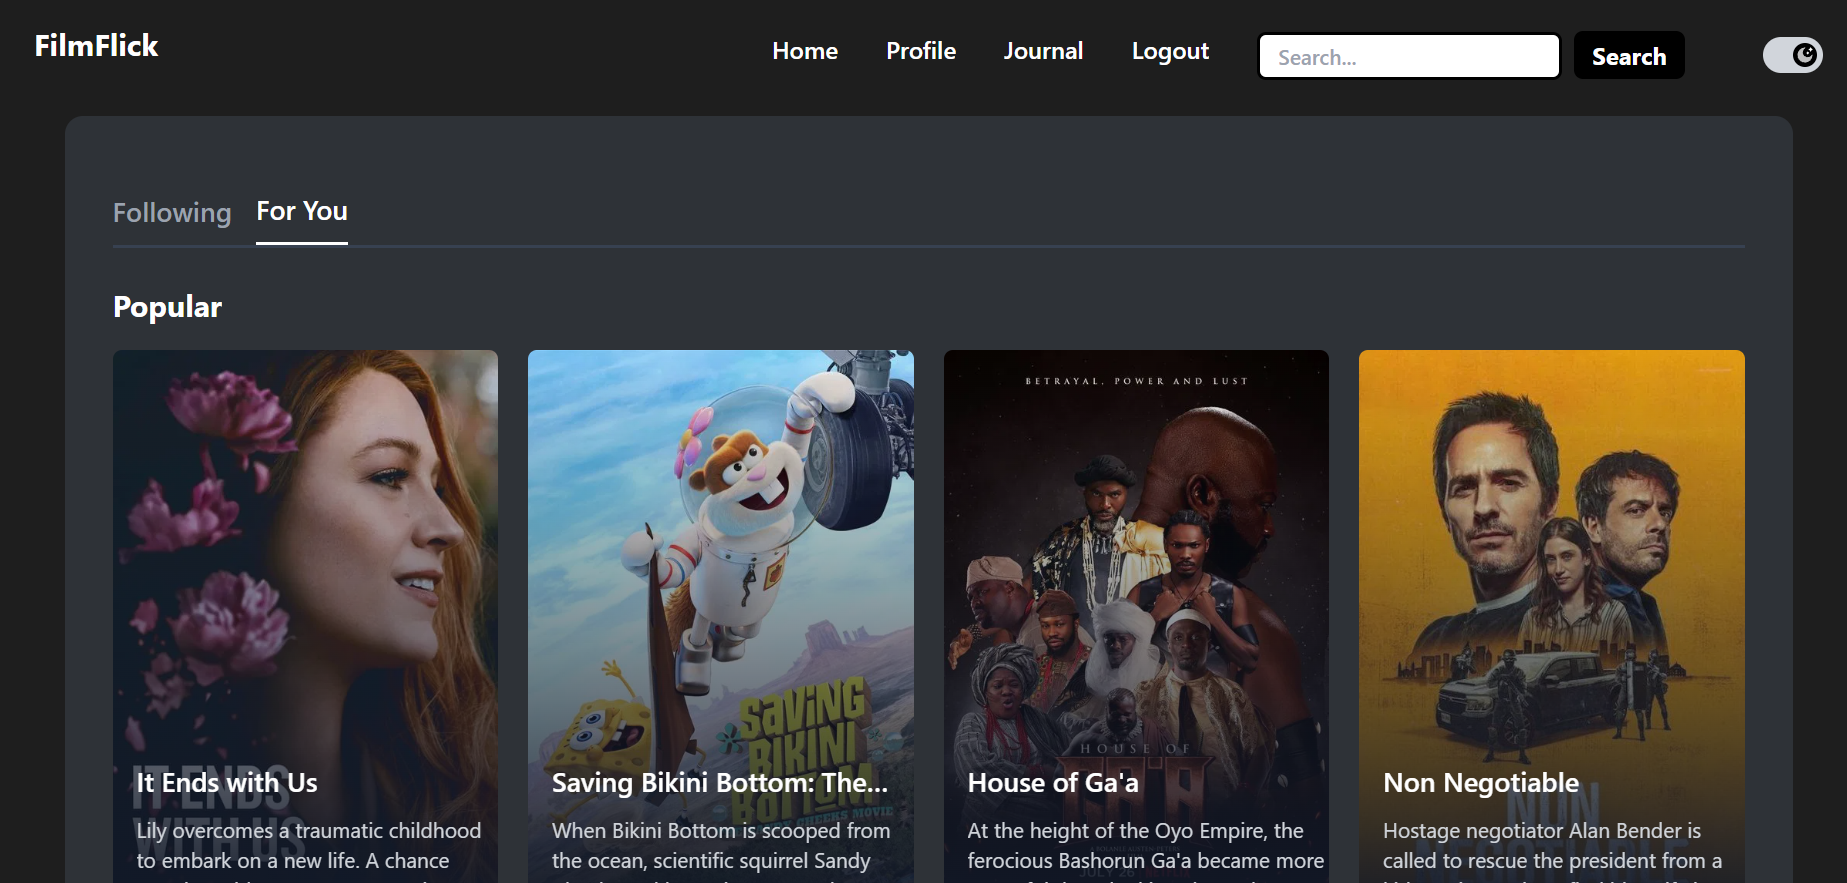 FilmFlick
Home Profile Journal Logout Search... Search
Following For You
Popular
BETRAYAL, POWER AND LUST
SAVING
BIKINI
BOTTOM
CHEEKS MOVIE
HOUSE OF
GA'A
JULY 26
IT ENDS
WITH US
NON
NEGOTIABLE
It Ends with Us
Lily overcomes a traumatic childhood
to embark on a new life. A chance
Saving Bikini Bottom: The...
When Bikini Bottom is scooped from
the ocean, scientific squirrel Sandy
House of Ga'a
At the height of the Oyo Empire, the
ferocious Bashorun Ga'a became more
Non Negotiable
Hostage negotiator Alan Bender is
called to rescue the president from a